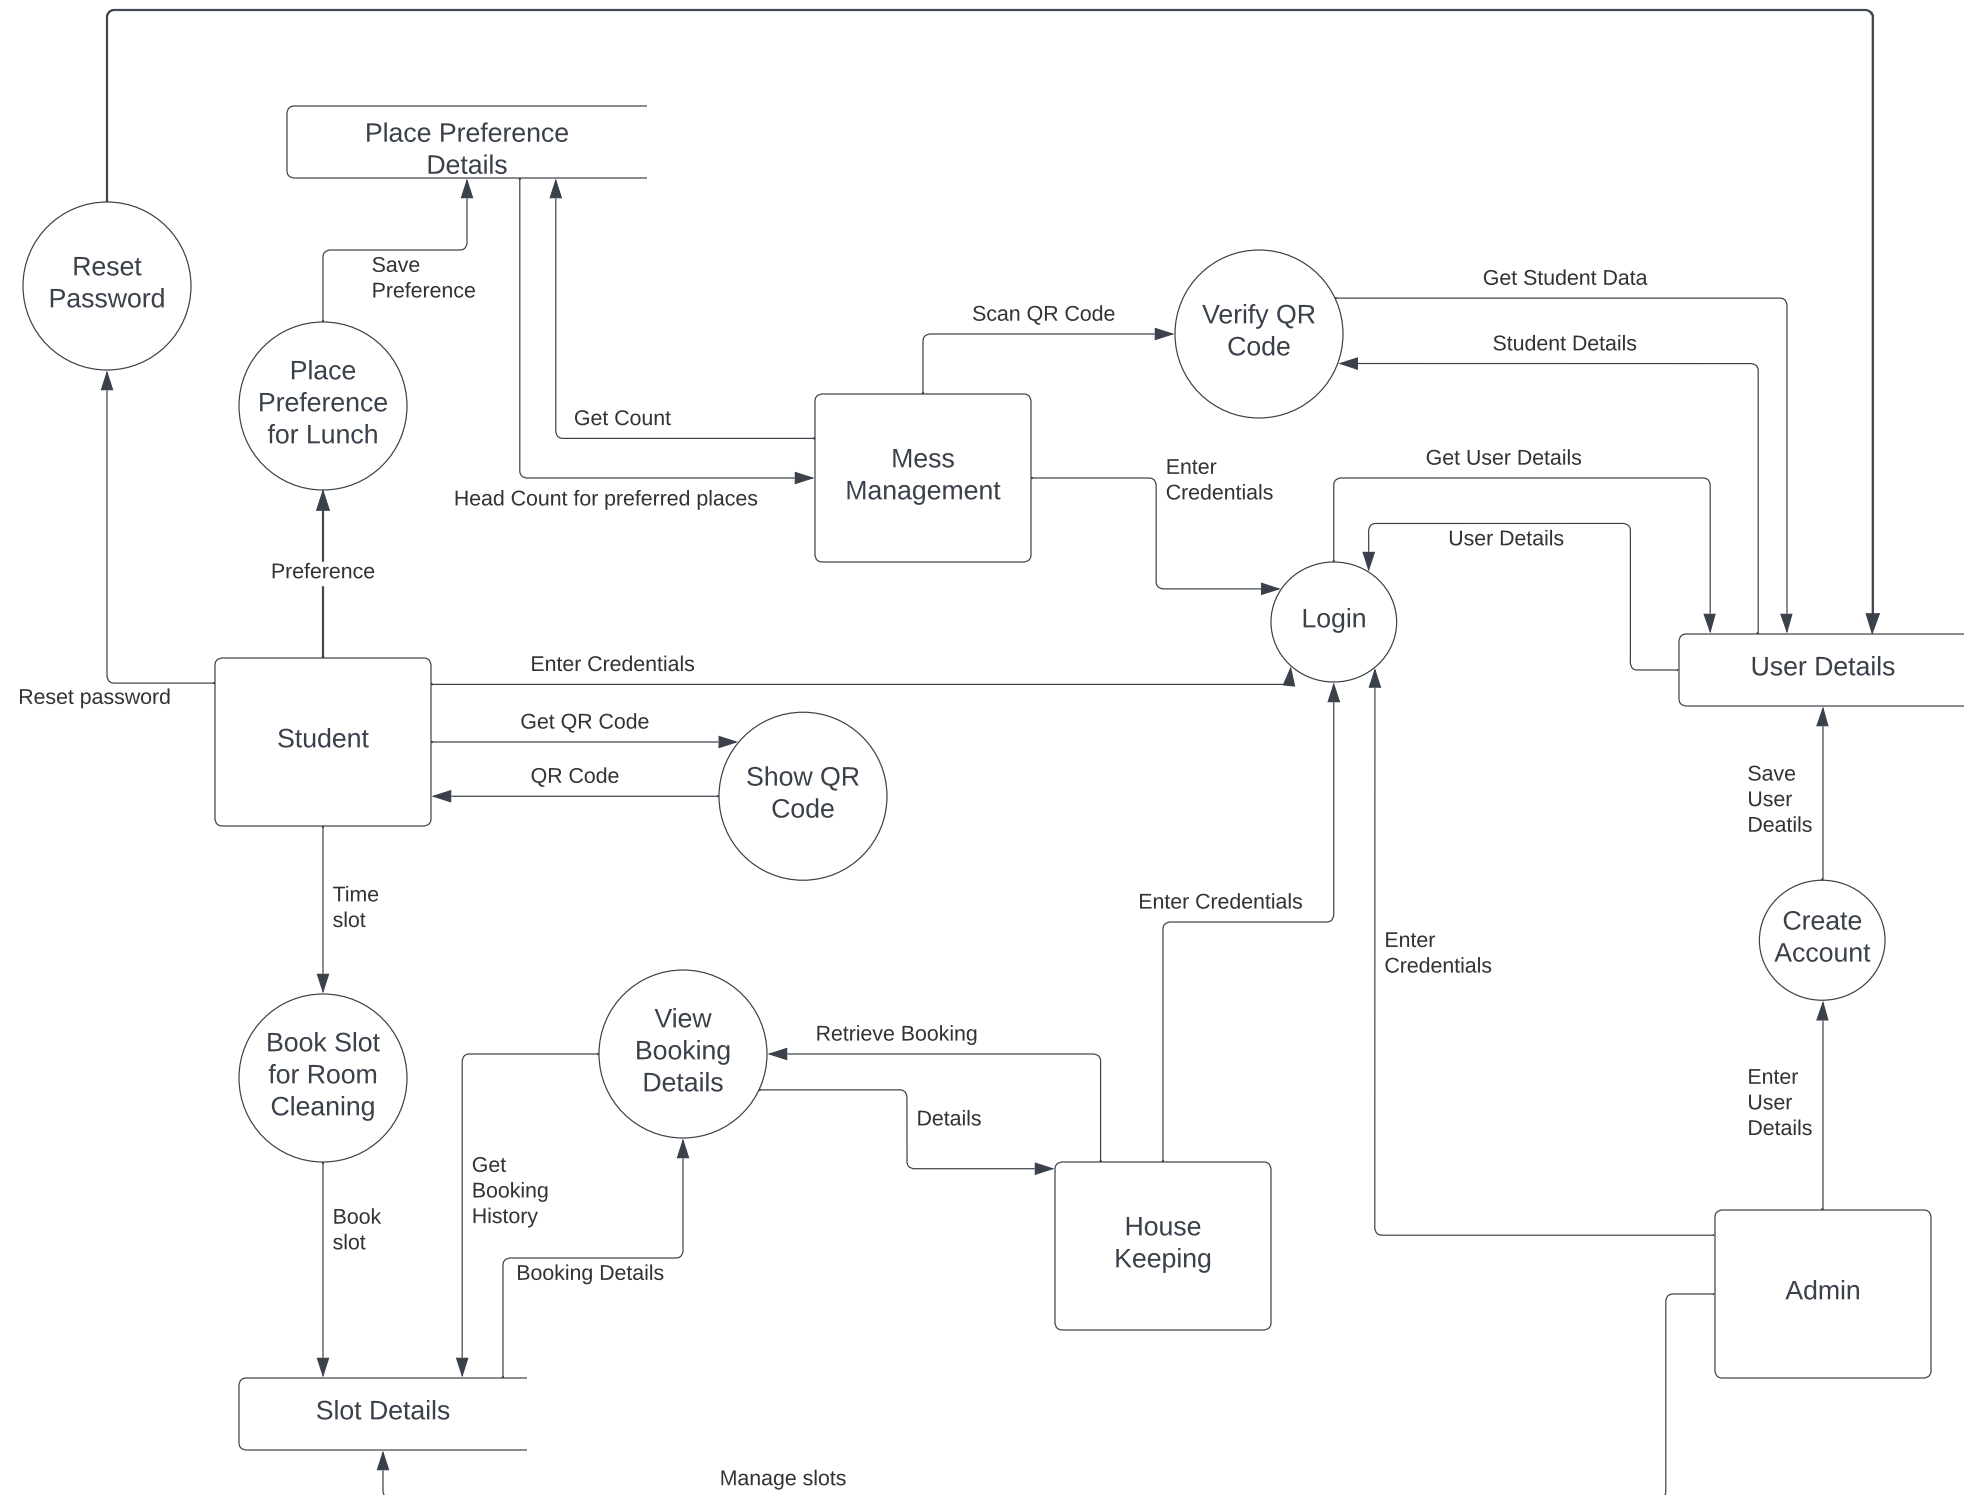 Place Preference
Details
Reset
Password
Save
Preference
Get Student Data
Scan QR Code
Verify QR
Code
Student Details
Place
Preference
for Lunch
Get Count
Mess
Management
Head Count for preferred places
Enter
Credentials
Get User Details
User Details
Preference
Login
Enter Credentials
User Details
Reset password
Student
Get QR Code
QR Code
Show QR
Code
Save
User
Deatils
Time
slot
Enter Credentials
Enter
Credentials
Create
Account
Book Slot
for Room
Cleaning
View
Booking
Details
Retrieve Booking
Details
Enter
User
Details
Get
Booking
History
Book
slot
Booking Details
House
Keeping
Admin
Slot Details
Manage slots